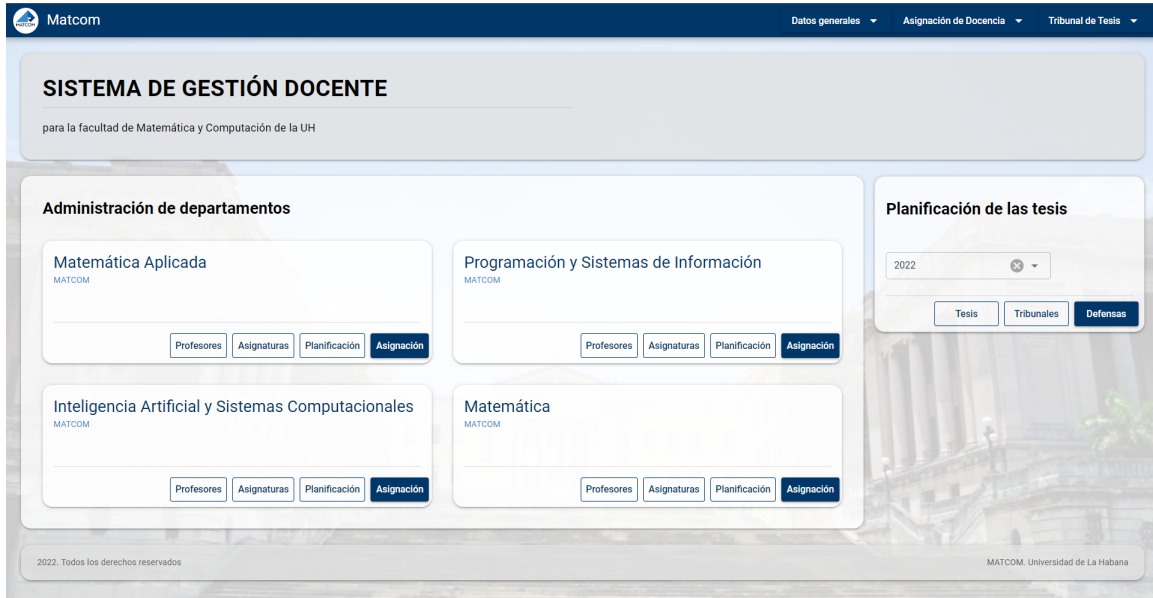 MATCOM
Matcom
Datos generales
Asignación de Docencia
Tribunal de Tesis
SISTEMA DE GESTIÓN DOCENTE
para la facultad de Matemática y Computación de la UH
Administración de departamentos
Matemática Aplicada
MATCOM
Profesores
Asignaturas
Planificación
Asignación
Programación y Sistemas de Información
MATCOM
Profesores
Asignaturas
Planificación
Asignación
Inteligencia Artificial y Sistemas Computacionales
MATCOM
Profesores
Asignaturas
Planificación
Asignación
Matemática
MATCOM
Profesores
Asignaturas
Planificación
Asignación
Planificación de las tesis
2022
Tesis
Tribunales
Defensas
2022. Todos los derechos reservados
MATCOM. Universidad de La Habana